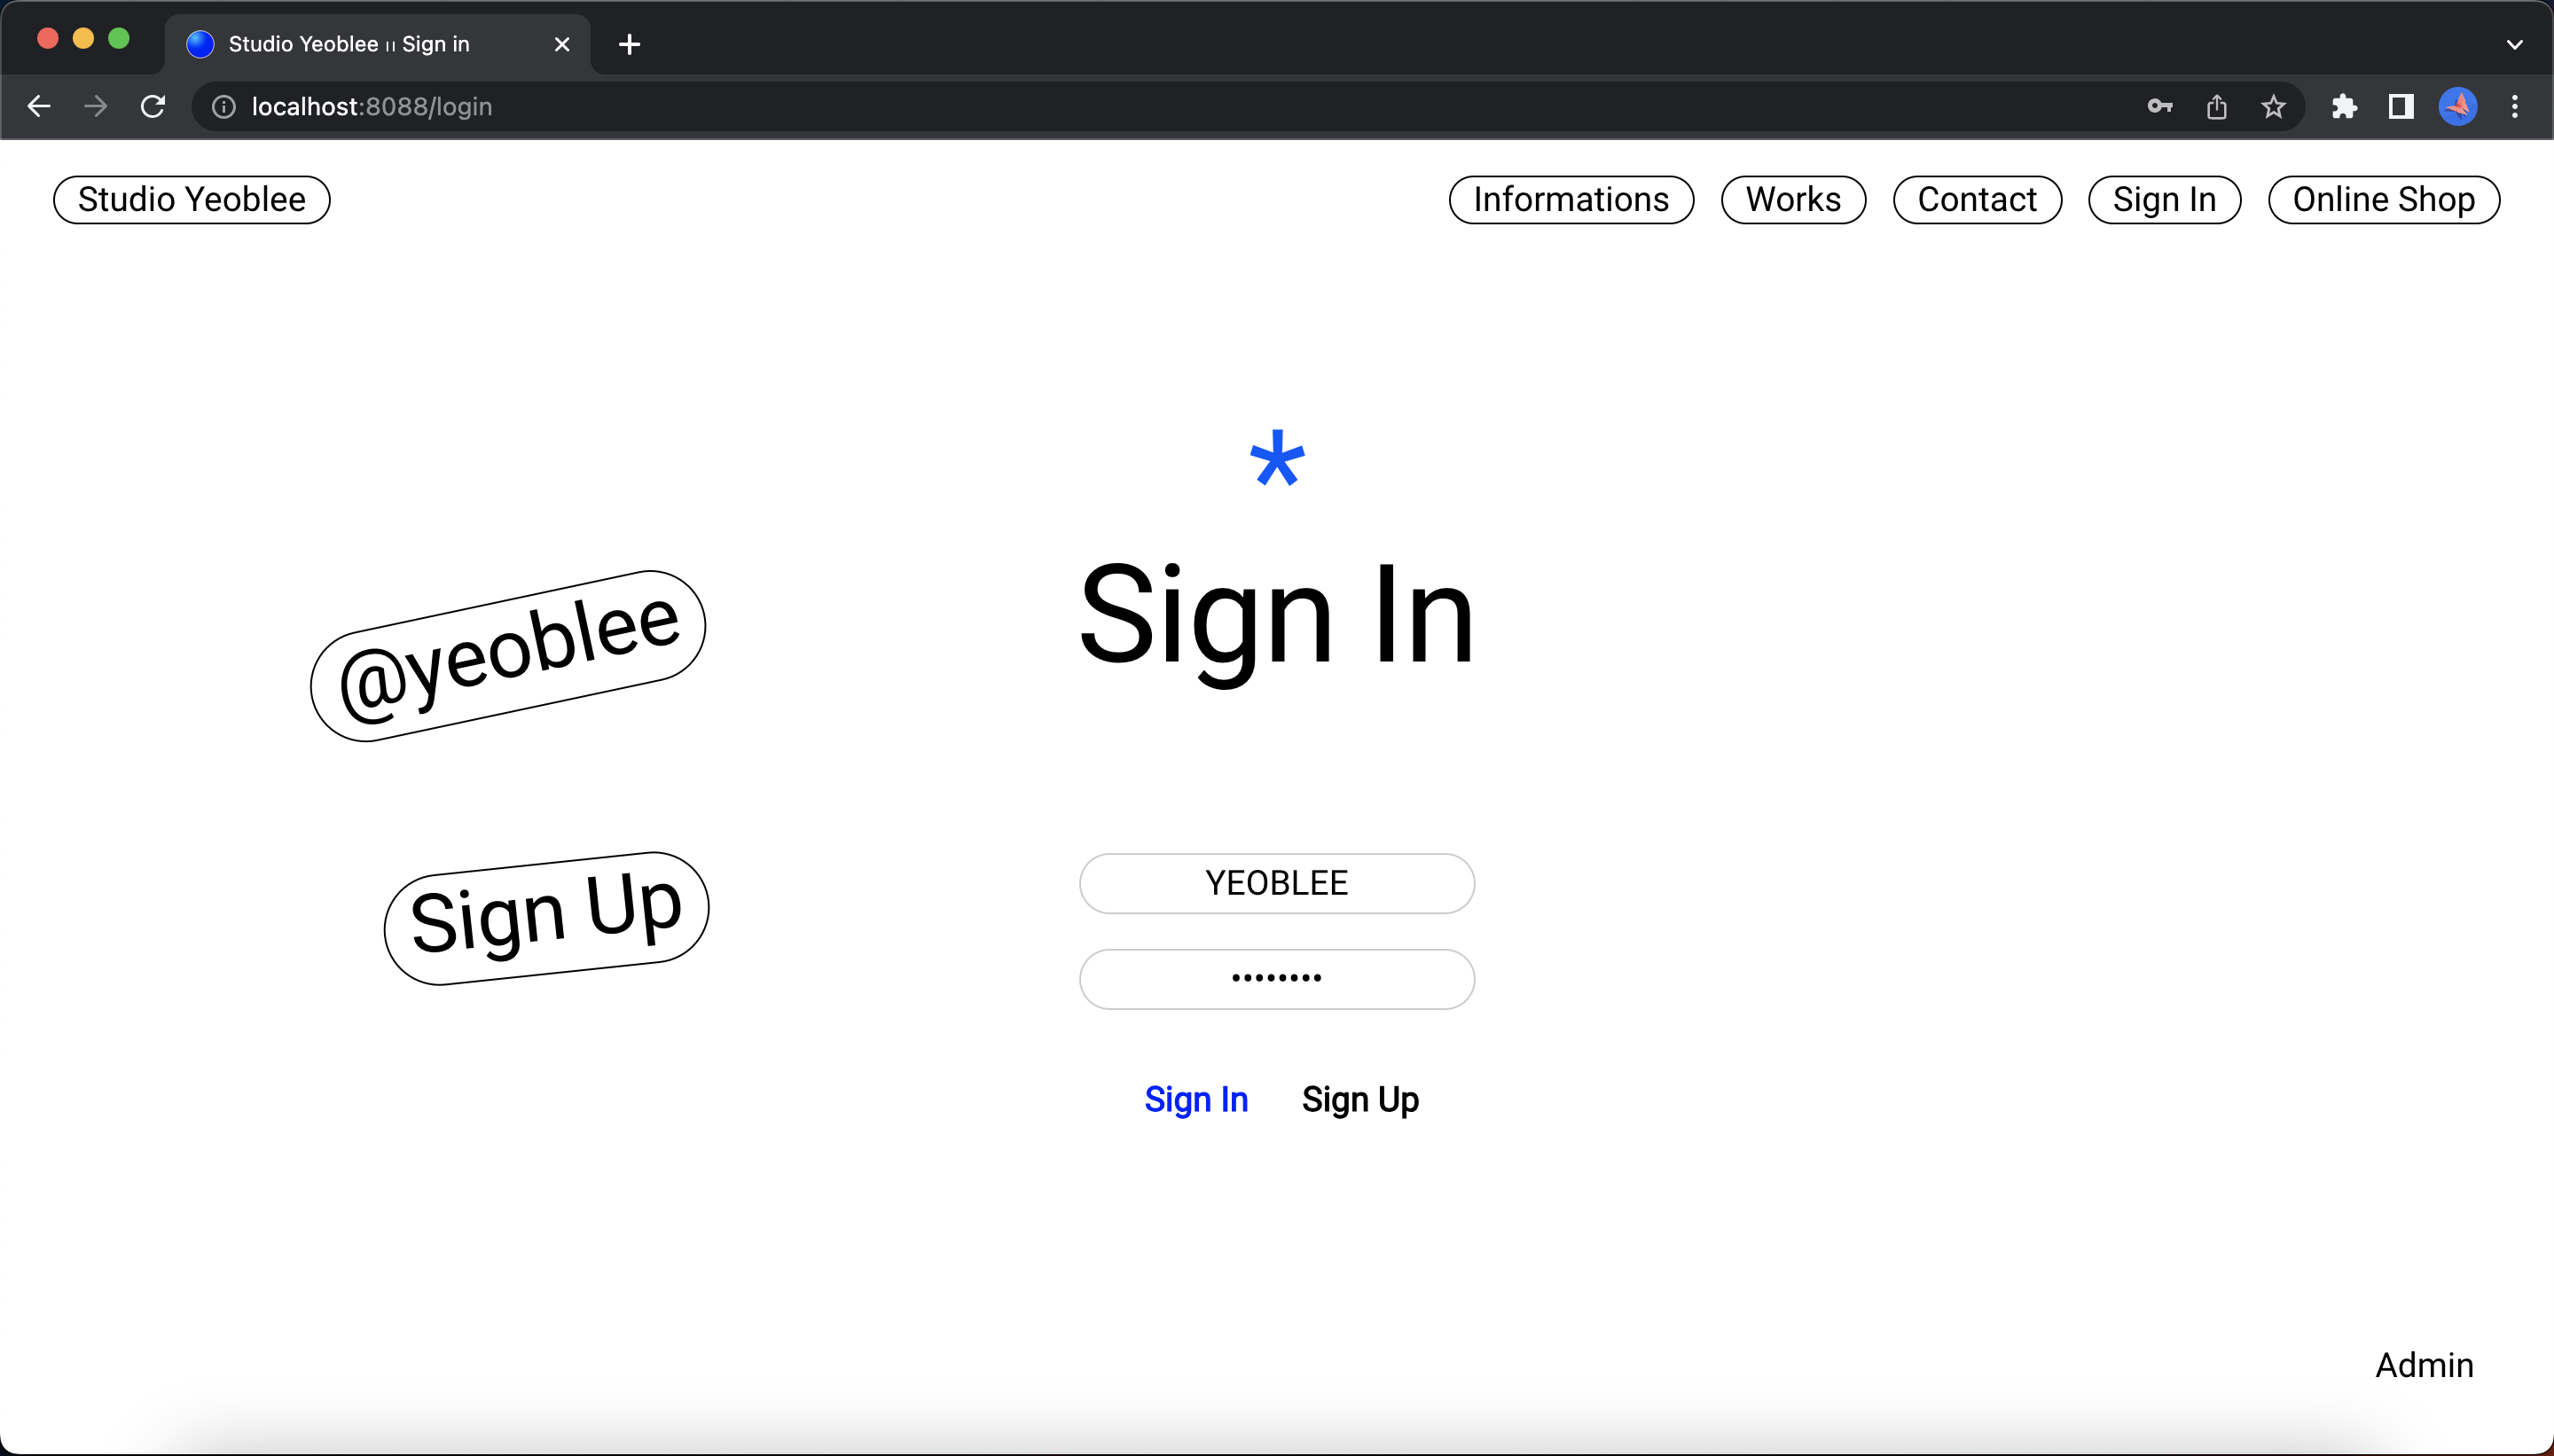 Studio Yeoblee װ Sign in
localhost:8088/login
Studio Yeoblee
Informations
Works
Contact
Sign In
Online Shop
*
Sign In
@yeoblee
Sign Up
YEOBLEE
••••••••
Sign In
Sign Up
Admin